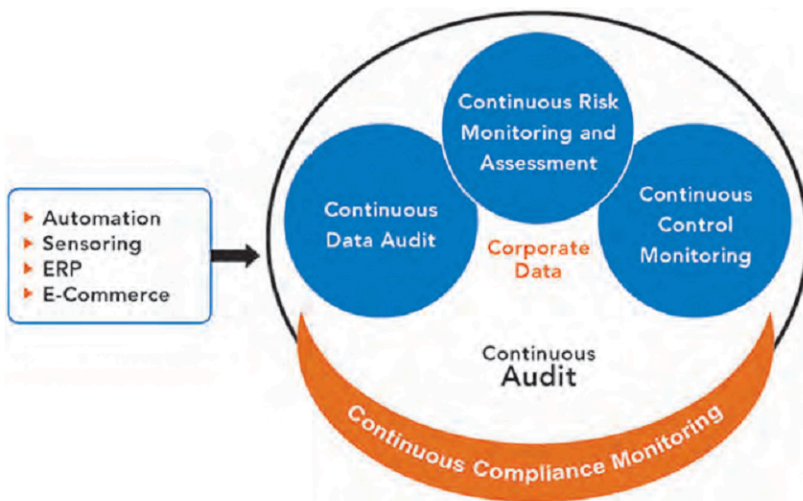 Automation
Sensoring
ERP
E-Commerce
Continuous Risk
Monitoring and
Assessment
Continuous
Data Audit
Continuous
Control
Monitoring
Corporate
Data
Continuous
Audit
Continuous Compliance Monitoring